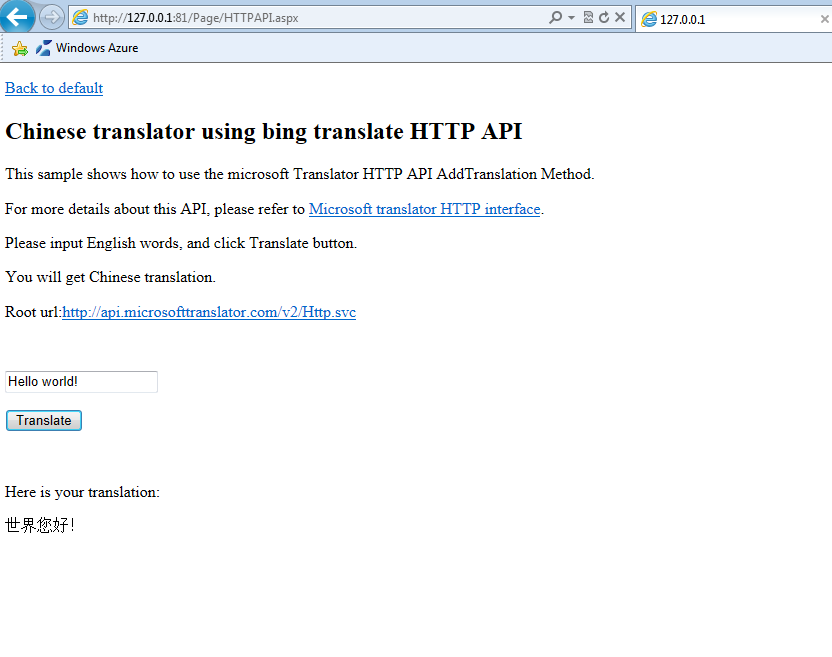 http://127.0.0.1:81/Page/HTTPAPI.aspx
127.0.0.1
Windows Azure
Back to default
Chinese translator using bing translate HTTP API
This sample shows how to use the microsoft Translator HTTP API AddTranslation Method.
For more details about this API, please refer to Microsoft translator HTTP interface.
Please input English words, and click Translate button.
You will get Chinese translation.
Root url:http://api.microsofttranslator.com/v2/Http.svc
Hello world!
Translate
Here is your translation:
世界您好!